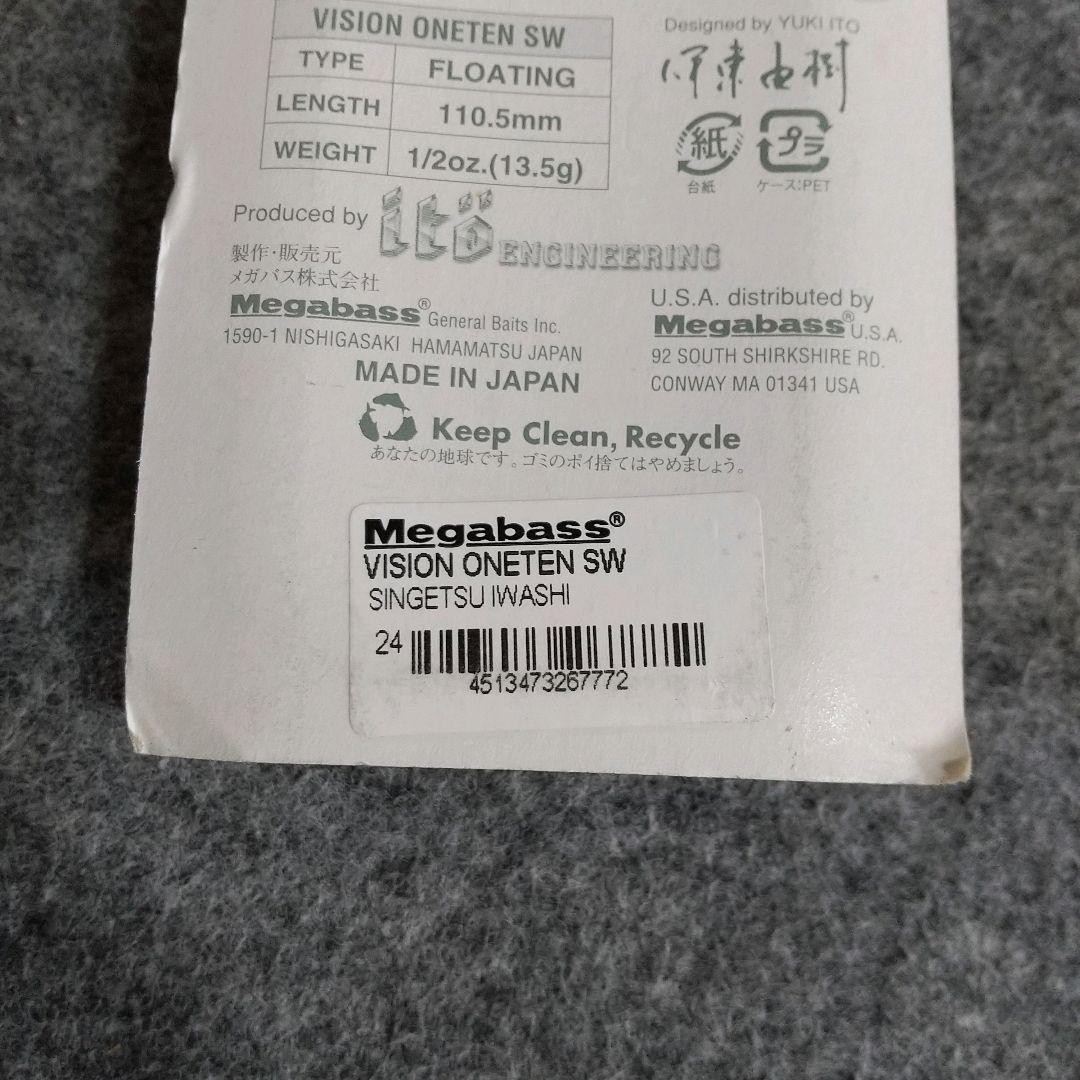 VISION ONETEN SW
TYPE FLOATING
LENGTH 110.5mm
WEIGHT 1/2oz.(13.5g)
Designed by YUKI ITO
伊東由樹
紙 プラ
台紙 ケース:PET
Produced by itö ENGINEERING
製作・販売元
メガバス株式会社
Megabass® General Baits Inc.
1590-1 NISHIGASAKI HAMAMATSU JAPAN
MADE IN JAPAN
U.S.A. distributed by
Megabass® U.S.A.
92 SOUTH SHIRKSHIRE RD.
CONWAY MA 01341 USA
Keep Clean, Recycle
あなたの地球です。ゴミのポイ捨てはやめましょう。
Megabass®
VISION ONETEN SW
SINGETSU IWASHI
24
4513473267772